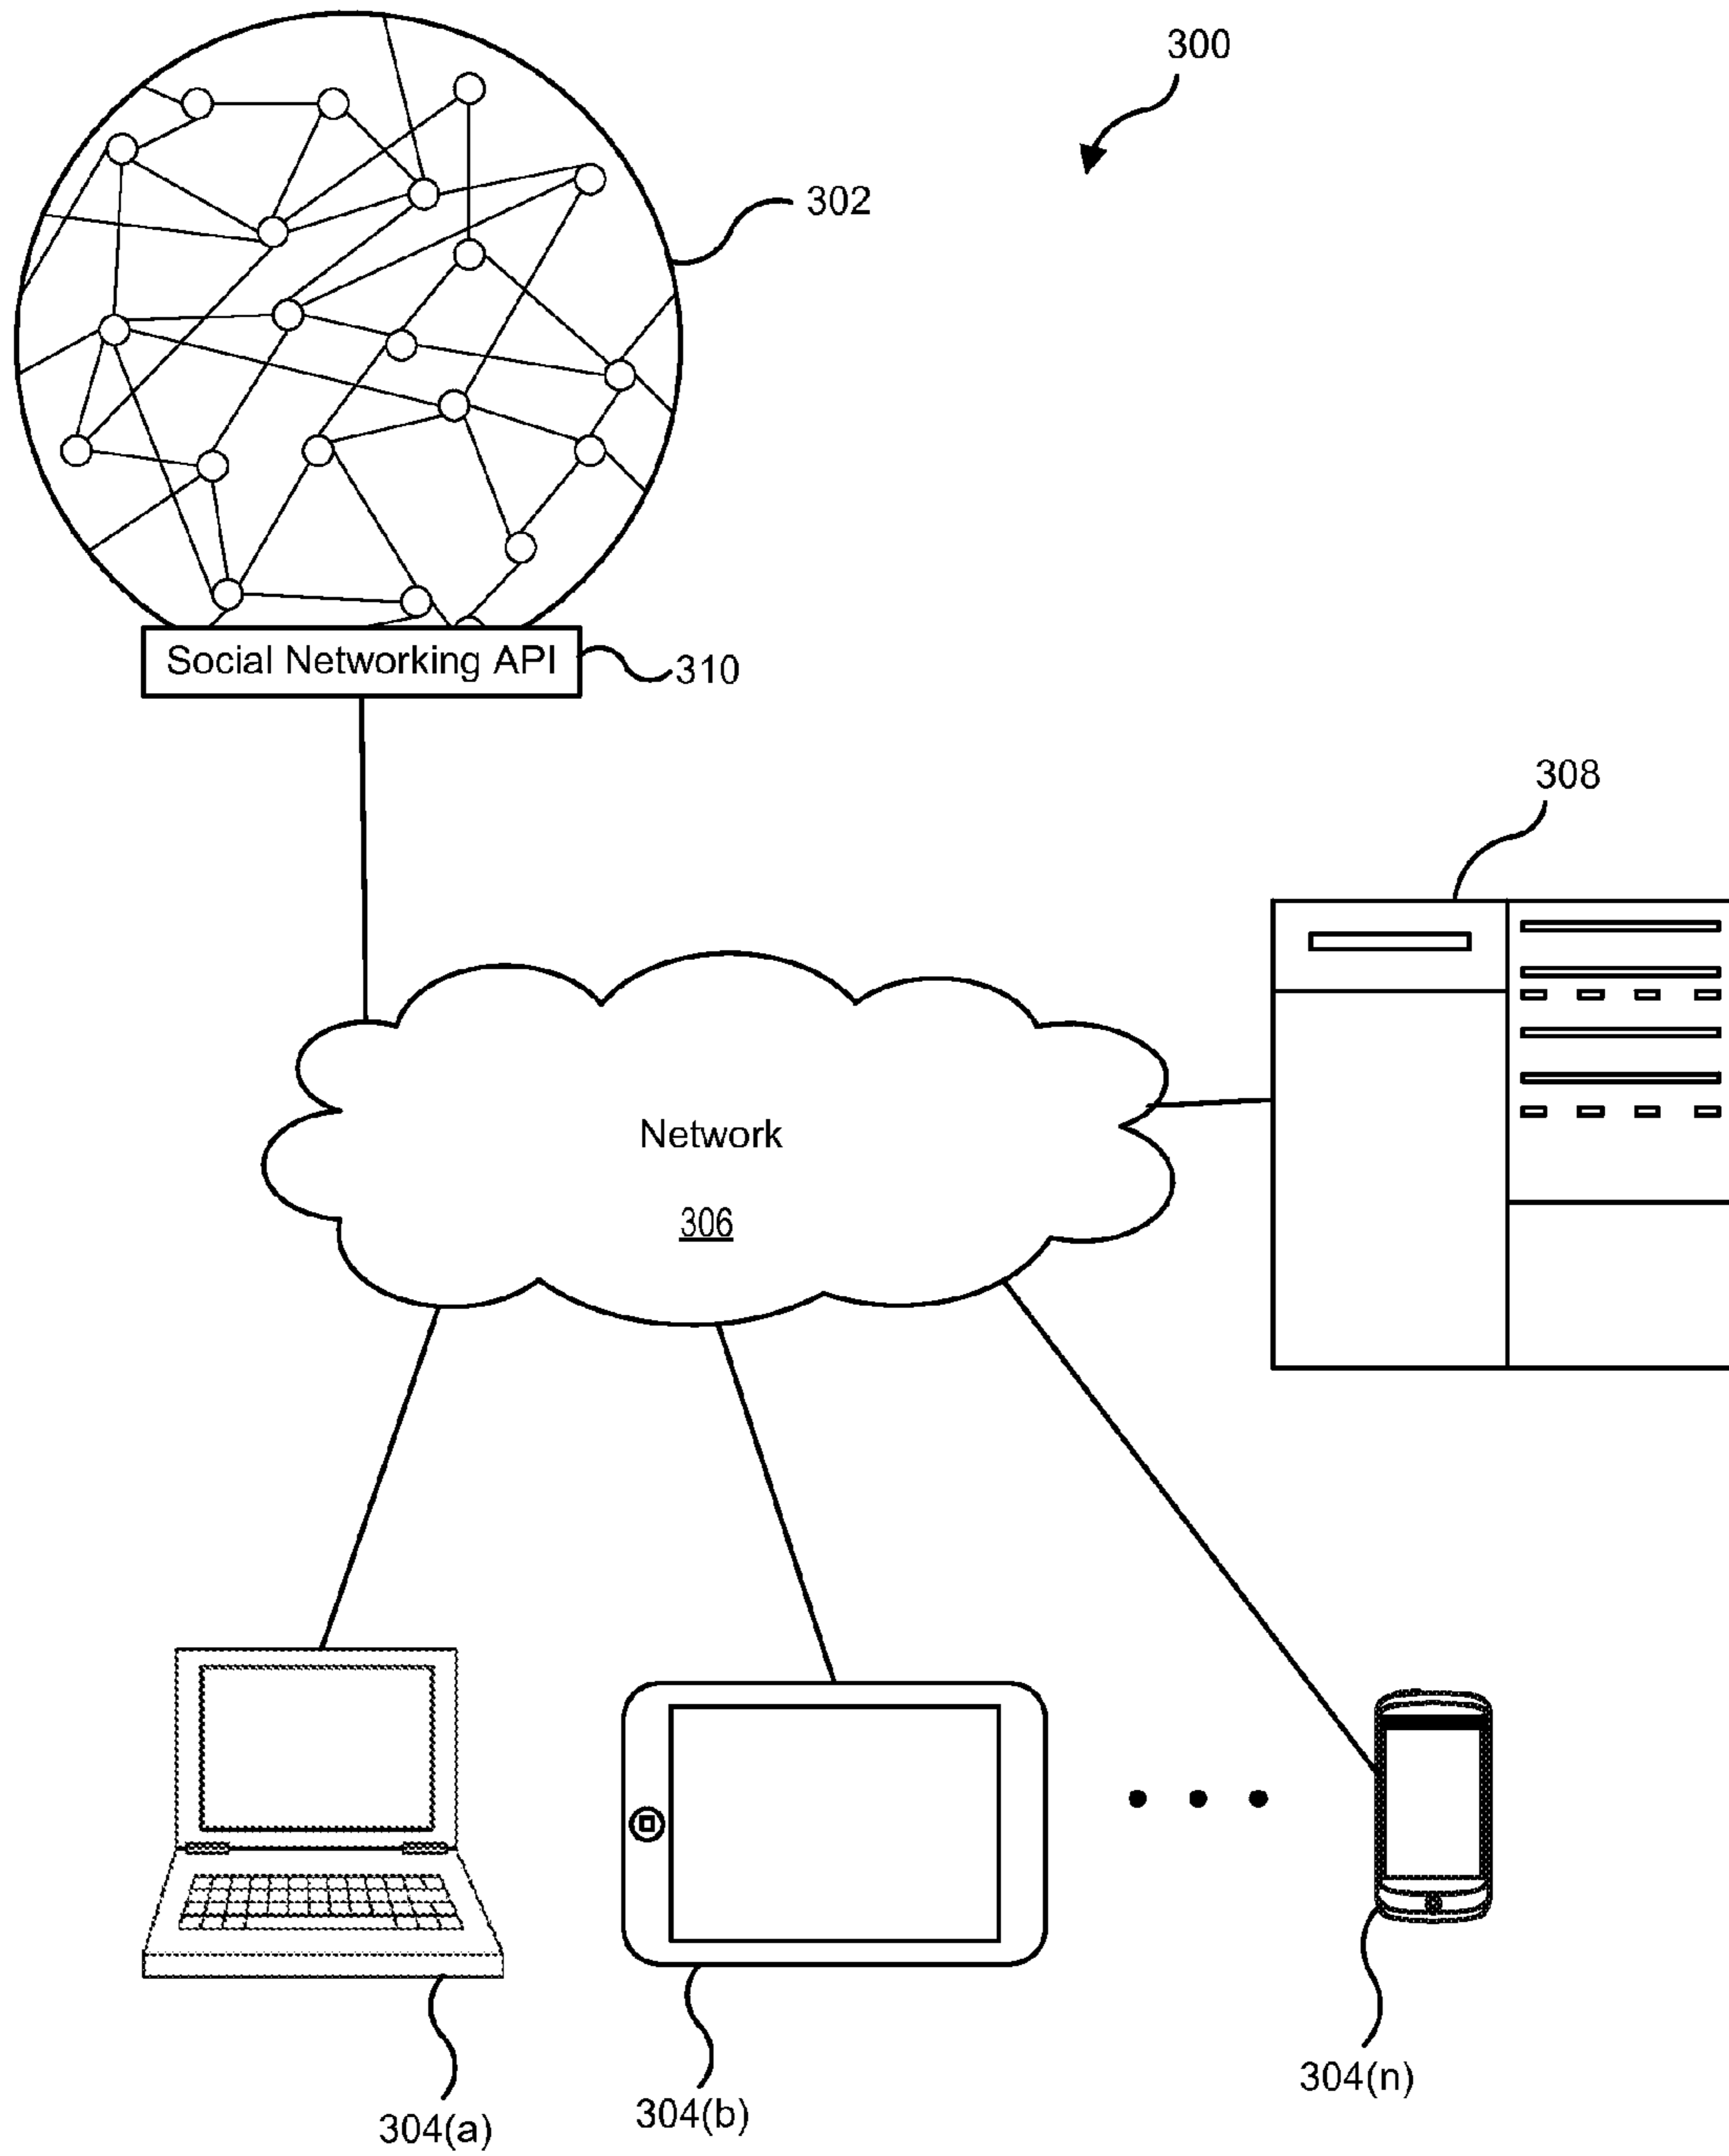 300
302
Social Networking API
310
308
Network
306
304(a)
304(b)
304(n)